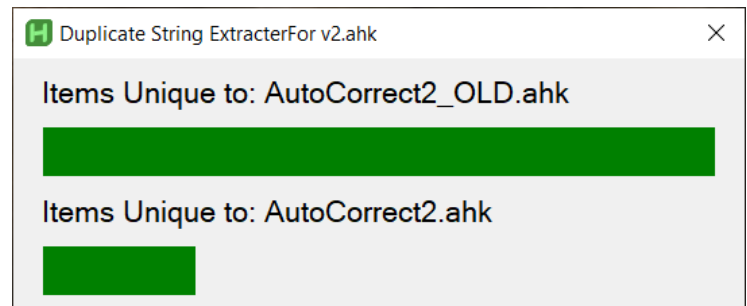 Duplicate String ExtracterFor v2.ahk
Items Unique to: AutoCorrect2_OLD.ahk
Items Unique to: AutoCorrect2.ahk